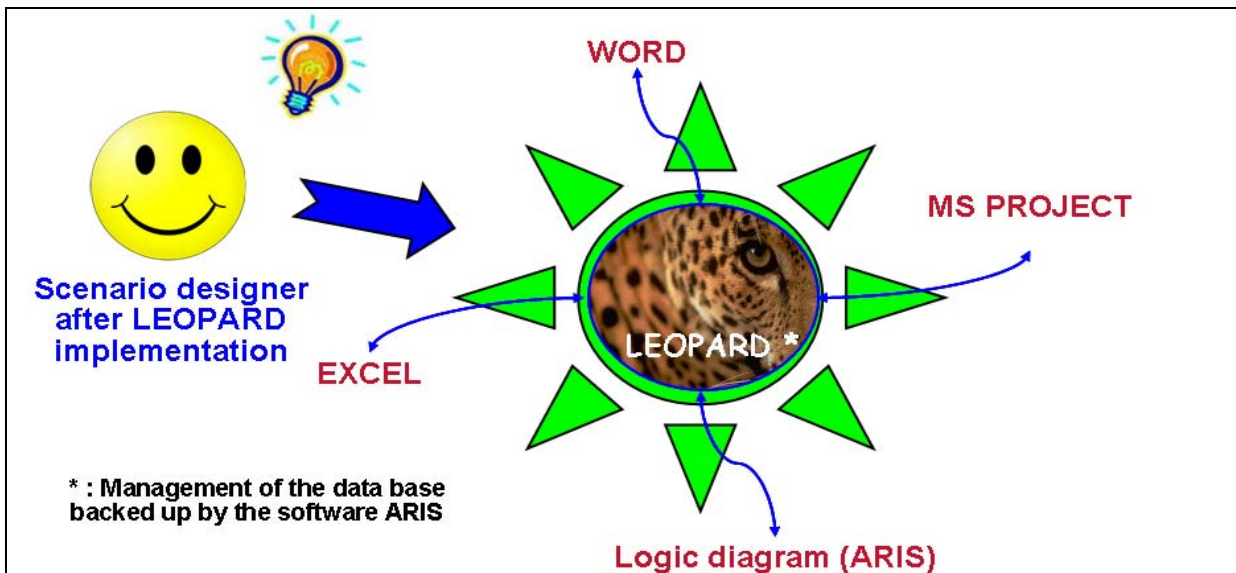 WORD
MS PROJECT
Scenario designer
after LEOPARD
implementation
LEOPARD *
EXCEL
* : Management of the data base
backed up by the software ARIS
Logic diagram (ARIS)